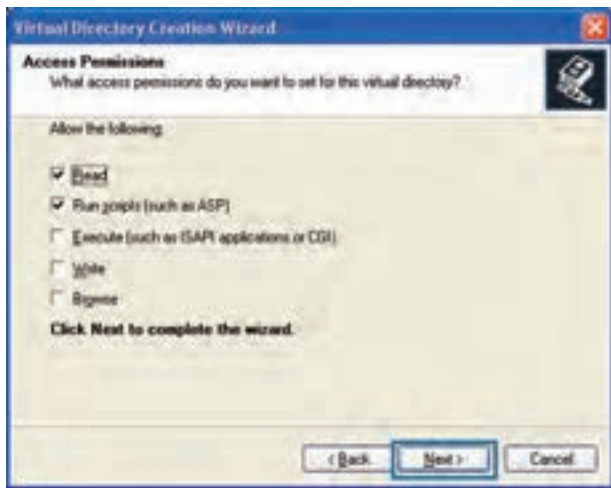 Virtual Directory Creation Wizard
Access Permissions
What access permissions do you want to set for this virtual directory?
Allow the following:
Read
Run scripts (such as ASP)
Execute (such as ISAPI applications or CGI)
Write
Browse
Click Next to complete the wizard.
< Back Next > Cancel